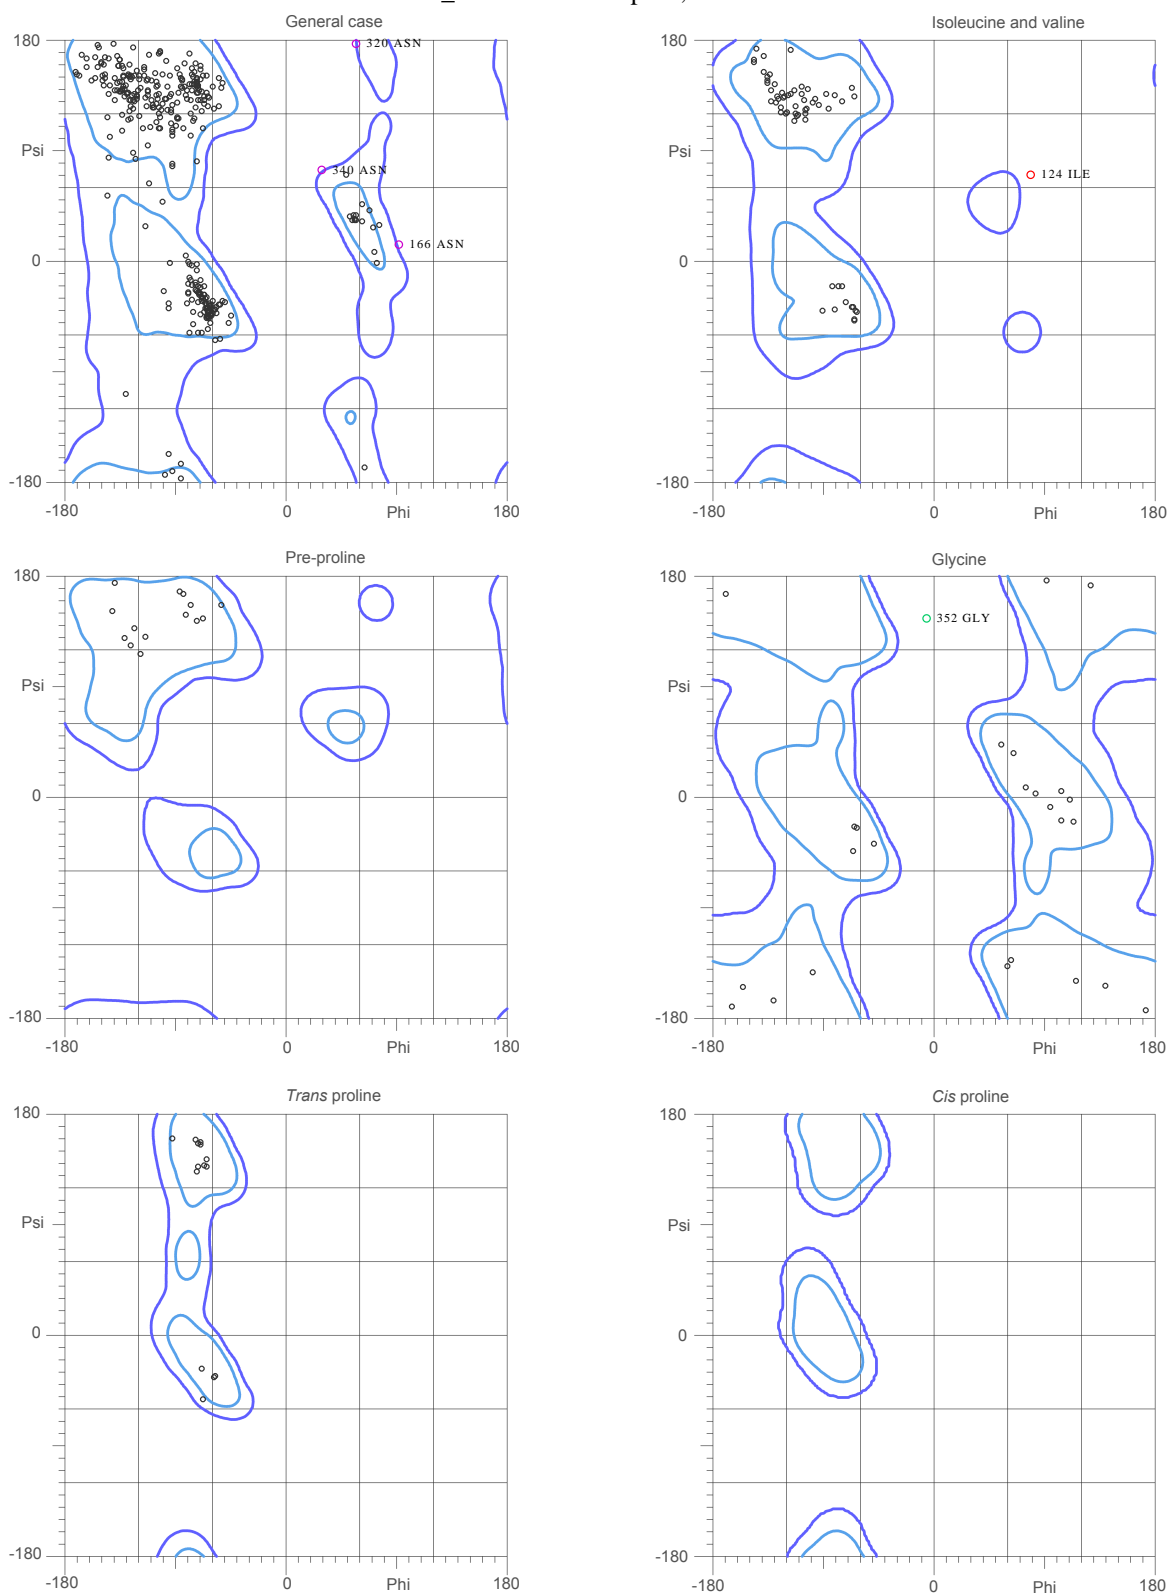 General case
180
Psi
0
-180
-180
0
Phi
180
320 ASN
340 ASN
166 ASN
Isoleucine and valine
180
Psi
0
-180
-180
0
Phi
180
124 ILE
Pre-proline
180
Psi
0
-180
-180
0
Phi
180
Glycine
180
Psi
0
-180
-180
0
Phi
180
352 GLY
Trans proline
180
Psi
0
-180
-180
0
Phi
180
Cis proline
180
Psi
0
-180
-180
0
Phi
180